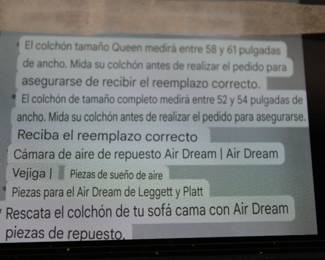 • El colchón tamaño Queen medirá entre 58 y 61 pulgadas
de ancho. Mida su colchón antes de realizar el pedido para
asegurarse de recibir el reemplazo correcto.
• El colchón de tamaño completo medirá entre 52 y 54 pulgadas de
ancho. Mida su colchón antes de realizar el pedido para asegurarse.
Reciba el reemplazo correcto
Cámara de aire de repuesto Air Dream | Air Dream
Vejiga | Piezas de sueño de aire
• Piezas para el Air Dream de Leggett y Platt
Rescata el colchón de tu sofá cama con Air Dream
piezas de repuesto.